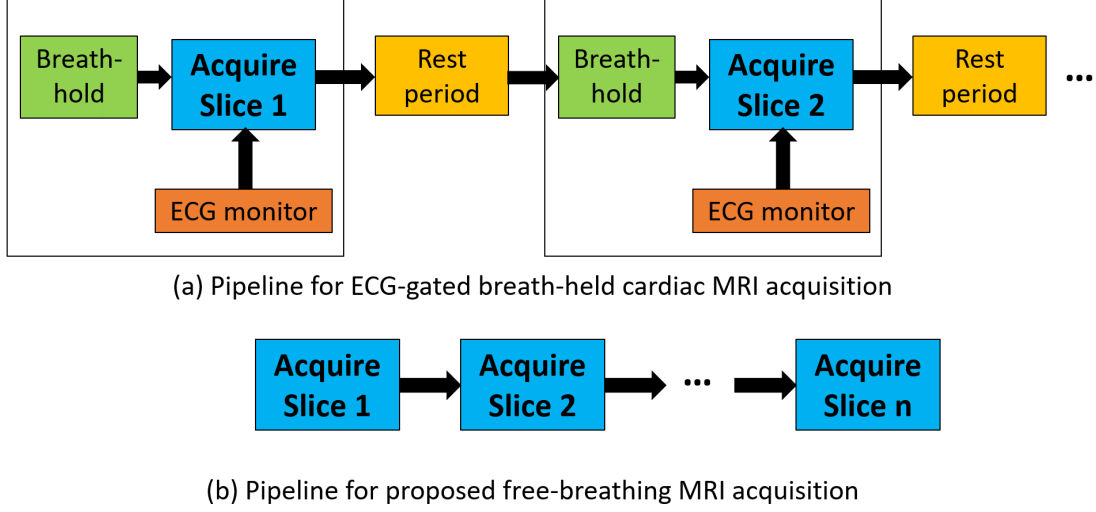 Breath-
hold
Acquire
Slice 1
Rest
period
Breath-
hold
Acquire
Slice 2
Rest
period
...
ECG monitor
ECG monitor
(a) Pipeline for ECG-gated breath-held cardiac MRI acquisition
Acquire
Slice 1
Acquire
Slice 2
...
Acquire
Slice n
(b) Pipeline for proposed free-breathing MRI acquisition